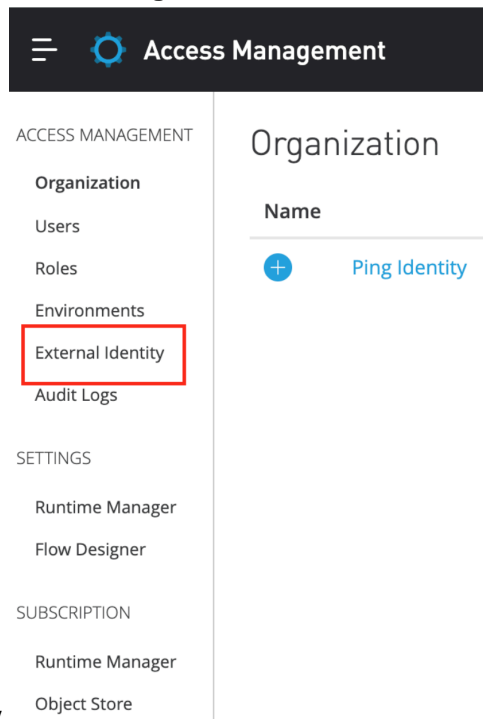 Access Management
ACCESS MANAGEMENT
Organization
Users
Roles
Environments
External Identity
Audit Logs
SETTINGS
Runtime Manager
Flow Designer
SUBSCRIPTION
Runtime Manager
Object Store
Organization
Name
Ping Identity